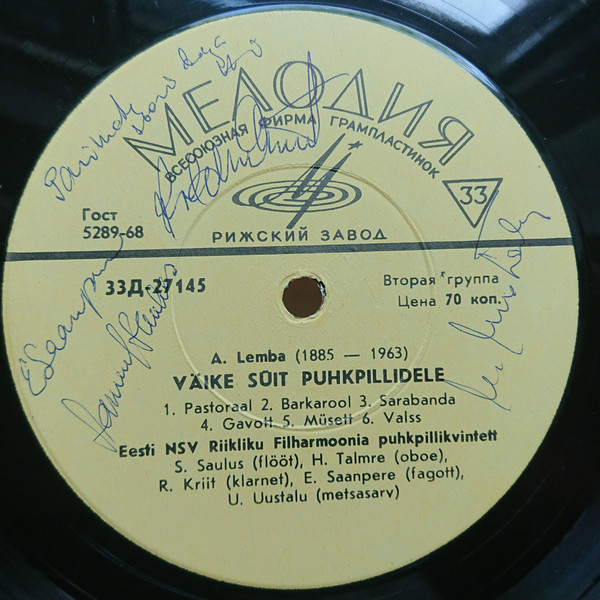 Parimate
МЕЛОДИЯ
ВСЕСОЮЗНАЯ ФИРМА ГРАМПЛАСТИНОК
33
Гост
5289-68
РИЖСКИЙ ЗАВОД
33Д-27145
Вторая группа
Цена 70 коп.
A. Lemba (1885 — 1963)
VÄIKE SÜIT PUHKPILLIDELE
1. Pastoraal 2. Barkarool 3. Sarabanda
4. Gavott 5. Müsett 6. Valss
Eesti NSV Riikliku Filharmoonia puhkpillikvintett
S. Saulus (flööt), H. Talmre (oboe),
R. Kriit (klarnet), E. Saanpere (fagott),
U. Uustalu (metsasarv)